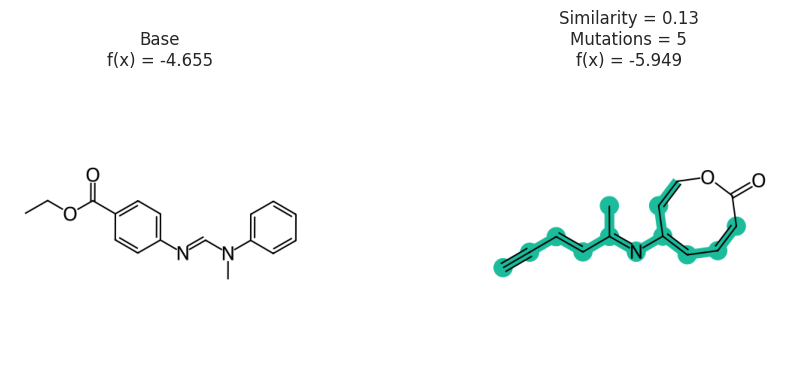 Base
f(x) = -4.655
Similarity = 0.13
Mutations = 5
f(x) = -5.949
O
O
N
N
O
O
N